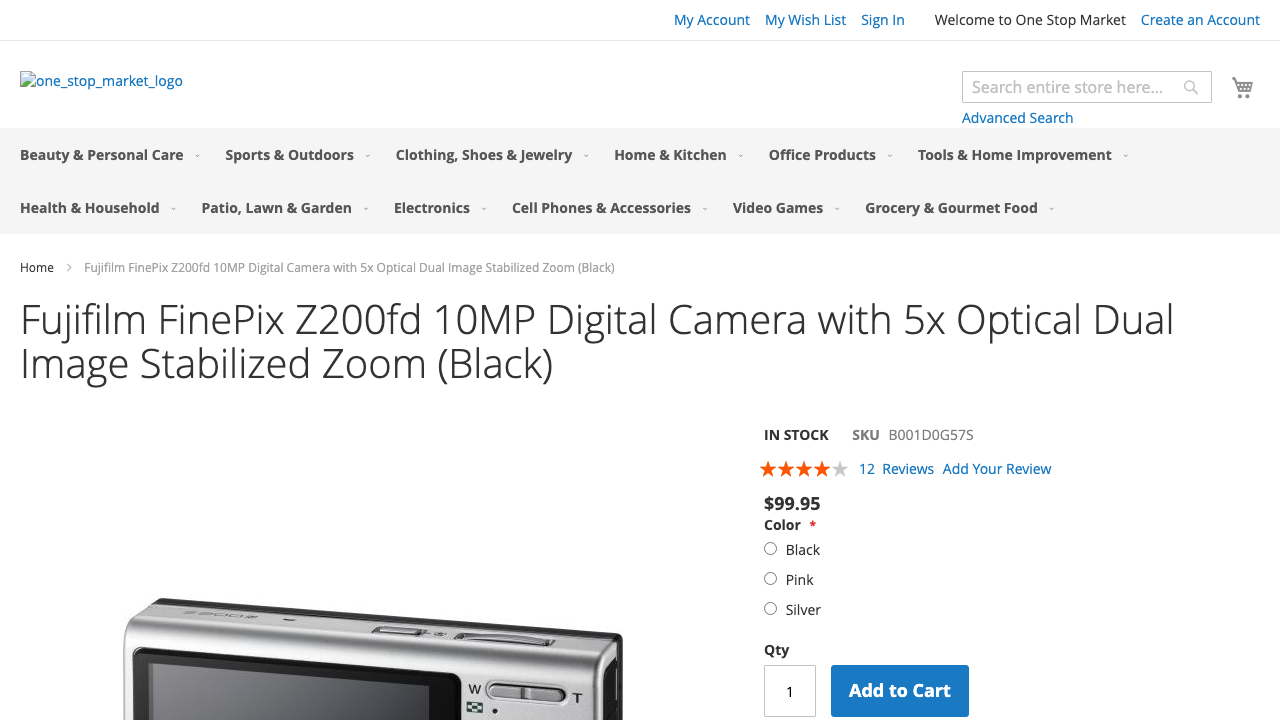 My Account My Wish List Sign In Welcome to One Stop Market Create an Account
one_stop_market_logo
Search entire store here...
Advanced Search
Beauty & Personal Care Sports & Outdoors Clothing, Shoes & Jewelry Home & Kitchen Office Products Tools & Home Improvement
Health & Household Patio, Lawn & Garden Electronics Cell Phones & Accessories Video Games Grocery & Gourmet Food
Home Fujifilm FinePix Z200fd 10MP Digital Camera with 5x Optical Dual Image Stabilized Zoom (Black)
Fujifilm FinePix Z200fd 10MP Digital Camera with 5x Optical Dual
Image Stabilized Zoom (Black)
IN STOCK SKU B001D0G57S
12 Reviews Add Your Review
$99.95
Color *
Black
Pink
Silver
Qty
1 Add to Cart
Z200fd
W T